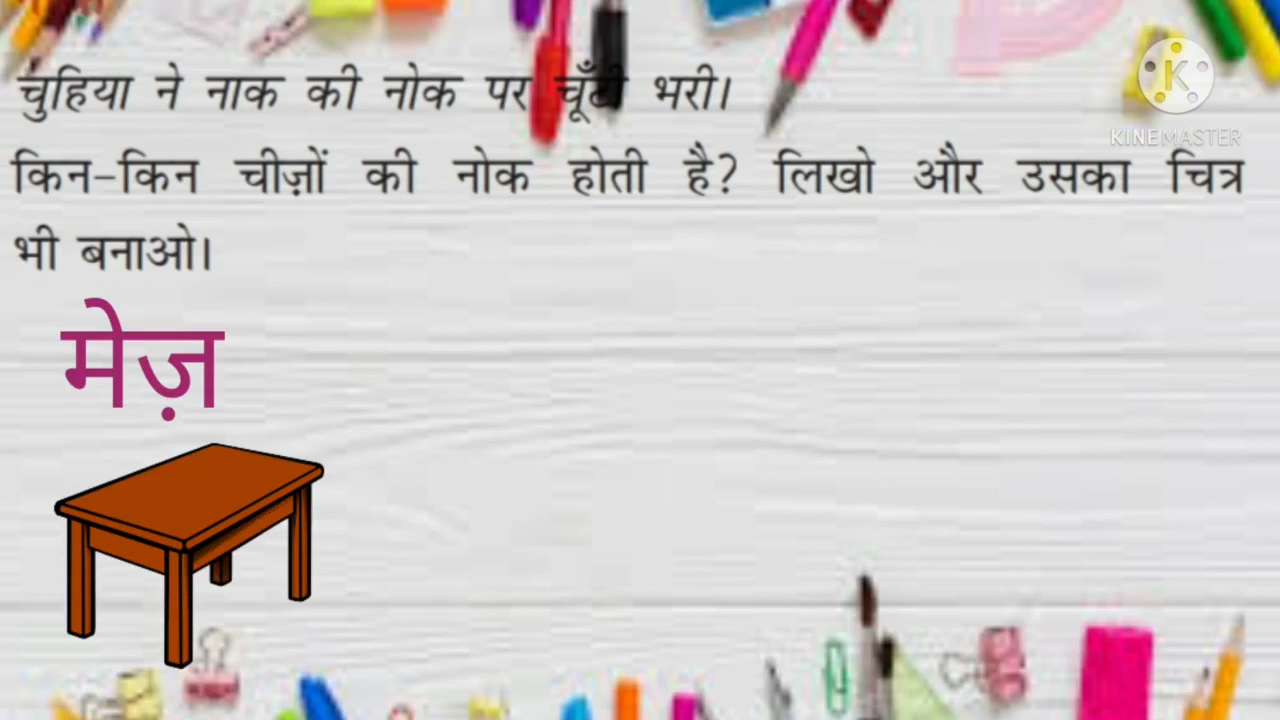 चुहिया ने नाक की नोक पर चूँटी भरी।
किन-किन चीज़ों की नोक होती है? लिखो और उसका चित्र
भी बनाओ।
मेज़
K
KINEMASTER